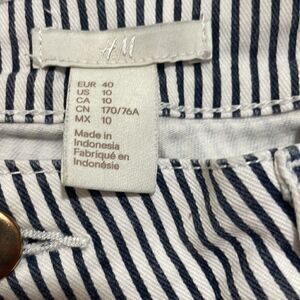 H&M
EUR 40
US 10
CA 10
CN 170/76A
MX 10
Made in
Indonesia
Fabriqué en
Indonésie